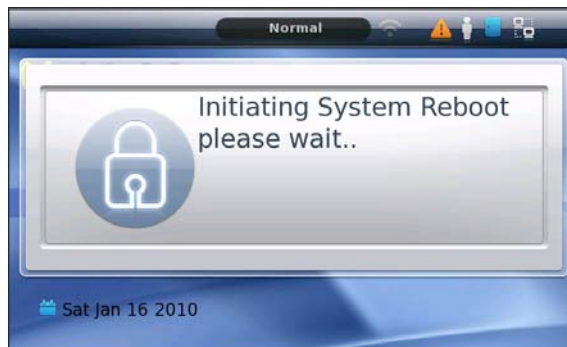 Normal
Initiating System Reboot
please wait..
Sat Jan 16 2010